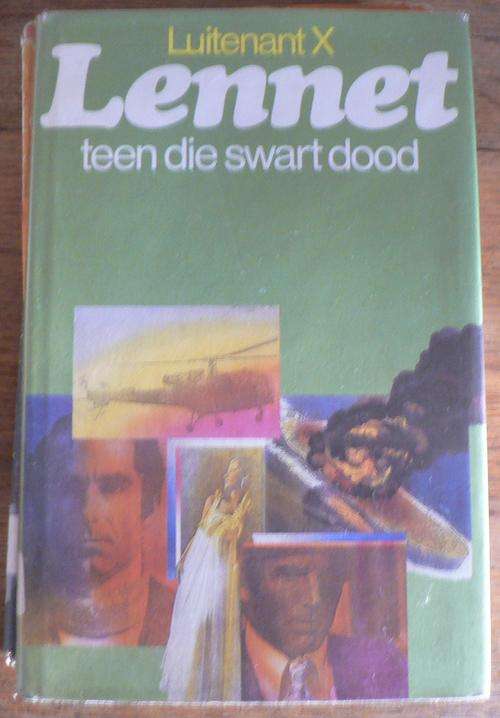 Luitenant X
Lennet
teen die swart dood